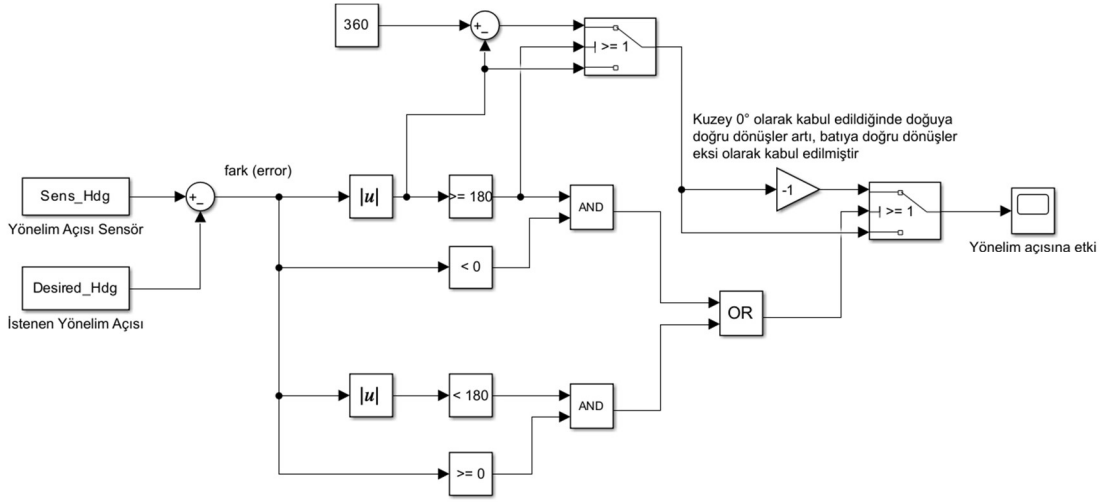 360
+
−
>= 1
Kuzey 0° olarak kabul edildiğinde doğuya
doğru dönüşler artı, batıya doğru dönüşler
eksi olarak kabul edilmiştir
fark (error)
Sens_Hdg
+
−
|u|
>= 180
AND
-1
>= 1
Yönelim Açısı Sensör
Yönelim açısına etki
< 0
Desired_Hdg
OR
İstenen Yönelim Açısı
|u|
< 180
AND
>= 0